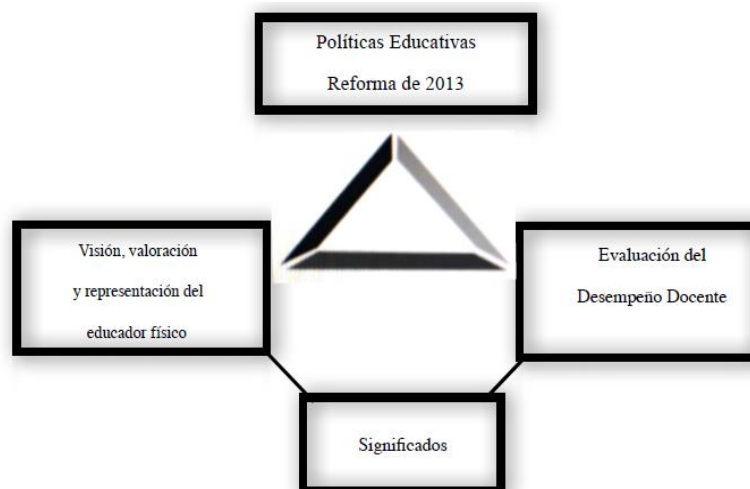 Políticas Educativas
Reforma de 2013
Visión, valoración
y representación del
educador físico
Evaluación del
Desempeño Docente
Significados